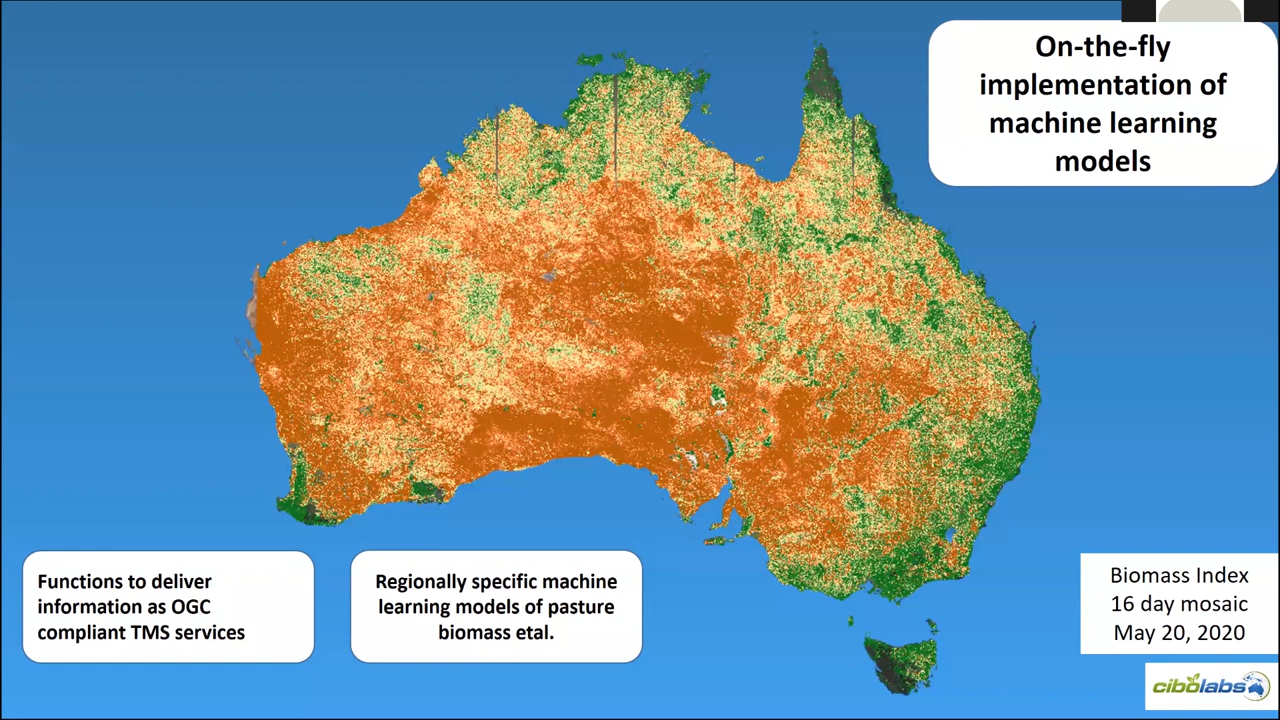 On-the-fly
implementation of
machine learning
models
Functions to deliver
information as OGC
compliant TMS services
Regionally specific machine
learning models of pasture
biomass etal.
Biomass Index
16 day mosaic
May 20, 2020
cibolabs